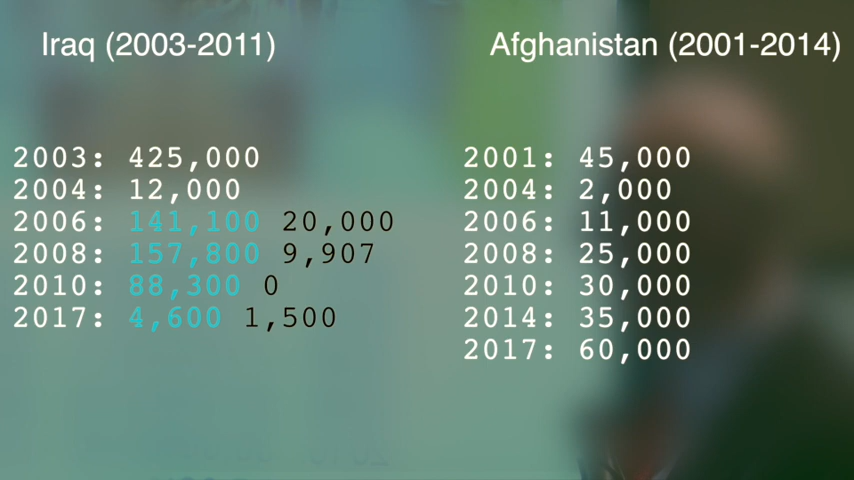 Iraq (2003-2011)
2003: 425,000
2004: 12,000
2006: 141,100 20,000
2008: 157,800 9,907
2010: 88,300 0
2017: 4,600 1,500
Afghanistan (2001-2014)
2001: 45,000
2004: 2,000
2006: 11,000
2008: 25,000
2010: 30,000
2014: 35,000
2017: 60,000